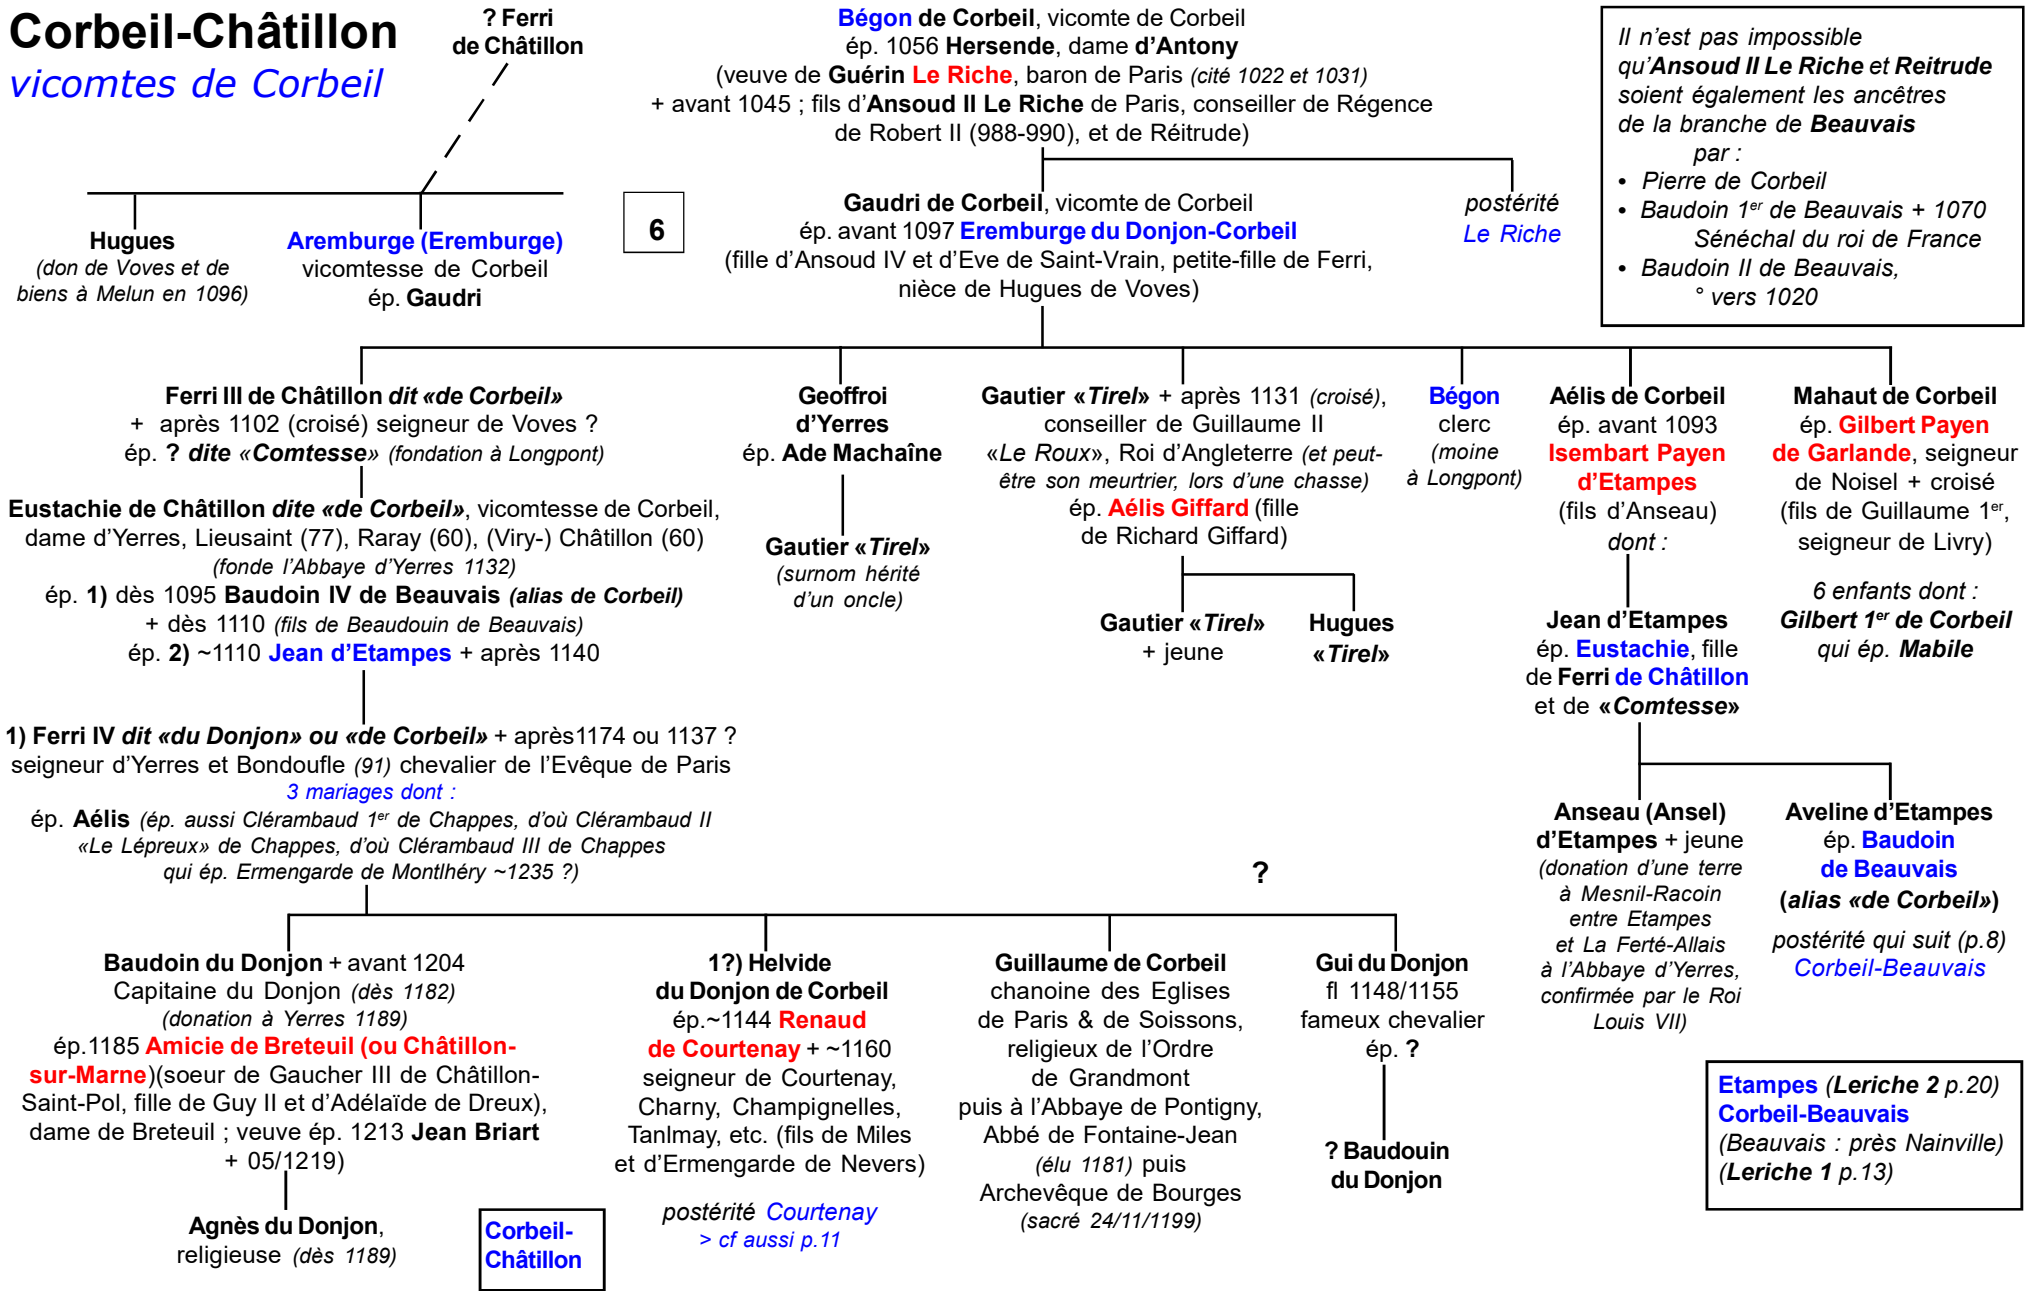 Corbeil-Châtillon
vicomtes de Corbeil
? Ferri
de Châtillon
Hugues
(don de Voves et de
biens à Melun en 1096)
Aremburge (Eremburge)
vicomtesse de Corbeil
ép. Gaudri
6
Bégon de Corbeil, vicomte de Corbeil
ép. 1056 Hersende, dame d'Antony
(veuve de Guérin Le Riche, baron de Paris (cité 1022 et 1031)
+ avant 1045 ; fils d'Ansoud II Le Riche de Paris, conseiller de Régence
de Robert II (988-990), et de Réitrude)
Gaudri de Corbeil, vicomte de Corbeil
ép. avant 1097 Eremburge du Donjon-Corbeil
(fille d'Ansoud IV et d'Eve de Saint-Vrain, petite-fille de Ferri,
nièce de Hugues de Voves)
postérité
Le Riche
Il n'est pas impossible
qu'Ansoud II Le Riche et Reitrude
soient également les ancêtres
de la branche de Beauvais
par :
• Pierre de Corbeil
• Baudoin 1er de Beauvais + 1070
Sénéchal du roi de France
• Baudoin II de Beauvais,
° vers 1020
Ferri III de Châtillon dit «de Corbeil»
+ après 1102 (croisé) seigneur de Voves ?
ép. ? dite «Comtesse» (fondation à Longpont)
Eustachie de Châtillon dite «de Corbeil», vicomtesse de Corbeil,
dame d'Yerres, Lieusaint (77), Raray (60), (Viry-) Châtillon (60)
(fonde l'Abbaye d'Yerres 1132)
ép. 1) dès 1095 Baudoin IV de Beauvais (alias de Corbeil)
+ dès 1110 (fils de Beaudouin de Beauvais)
ép. 2) ~1110 Jean d'Etampes + après 1140
1) Ferri IV dit «du Donjon» ou «de Corbeil» + après1174 ou 1137 ?
seigneur d'Yerres et Bondoufle (91) chevalier de l'Evêque de Paris
3 mariages dont :
ép. Aélis (ép. aussi Clérambaud 1er de Chappes, d'où Clérambaud II
«Le Lépreux» de Chappes, d'où Clérambaud III de Chappes
qui ép. Ermengarde de Montlhéry ~1235 ?)
Geoffroi
d'Yerres
ép. Ade Machaîne
Gautier «Tirel»
(surnom hérité
d'un oncle)
Gautier «Tirel» + après 1131 (croisé),
conseiller de Guillaume II
«Le Roux», Roi d'Angleterre (et peut-
être son meurtrier, lors d'une chasse)
ép. Aélis Giffard (fille
de Richard Giffard)
Gautier «Tirel»
+ jeune
Hugues
«Tirel»
Bégon
clerc
(moine
à Longpont)
Aélis de Corbeil
ép. avant 1093
Isembart Payen
d'Etampes
(fils d'Anseau)
dont :
Jean d'Etampes
ép. Eustachie, fille
de Ferri de Châtillon
et de «Comtesse»
Mahaut de Corbeil
ép. Gilbert Payen
de Garlande, seigneur
de Noisel + croisé
(fils de Guillaume 1er,
seigneur de Livry)
6 enfants dont :
Gilbert 1er de Corbeil
qui ép. Mabile
Anseau (Ansel)
d'Etampes + jeune
(donation d'une terre
à Mesnil-Racoin
entre Etampes
et La Ferté-Allais
à l'Abbaye d'Yerres,
confirmée par le Roi
Louis VII)
Aveline d'Etampes
ép. Baudoin
de Beauvais
(alias «de Corbeil»)
postérité qui suit (p.8)
Corbeil-Beauvais
?
Baudoin du Donjon + avant 1204
Capitaine du Donjon (dès 1182)
(donation à Yerres 1189)
ép.1185 Amicie de Breteuil (ou Châtillon-
sur-Marne)(soeur de Gaucher III de Châtillon-
Saint-Pol, fille de Guy II et d'Adélaïde de Dreux),
dame de Breteuil ; veuve ép. 1213 Jean Briart
+ 05/1219)
Agnès du Donjon,
religieuse (dès 1189)
Corbeil-
Châtillon
1?) Helvide
du Donjon de Corbeil
ép.~1144 Renaud
de Courtenay + ~1160
seigneur de Courtenay,
Charny, Champignelles,
Tanlmay, etc. (fils de Miles
et d'Ermengarde de Nevers)
postérité Courtenay
> cf aussi p.11
Guillaume de Corbeil
chanoine des Eglises
de Paris & de Soissons,
religieux de l'Ordre
de Grandmont
puis à l'Abbaye de Pontigny,
Abbé de Fontaine-Jean
(élu 1181) puis
Archevêque de Bourges
(sacré 24/11/1199)
Gui du Donjon
fl 1148/1155
fameux chevalier
ép. ?
? Baudouin
du Donjon
Etampes (Leriche 2 p.20)
Corbeil-Beauvais
(Beauvais : près Nainville)
(Leriche 1 p.13)